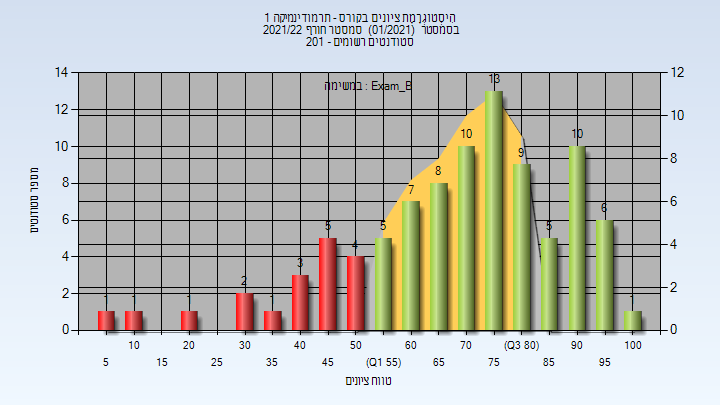 היסטוגרמת ציונים בקורס - תרמודינמיקה 1
בסמסטר (01/2021) סמסטר חורף 2021/22
סטודנטים רשומים - 201
במשימה : Exam_B
מספר סטודנטים
14 12 10 8 6 4 2 0
12 10 8 6 4 2 0
1 1 1 2 1 3 5 4 5 7 8 10 13 9 5 10 6 1
10 20 30 40 50 60 70 (Q3 80) 90 100
5 15 25 35 45 (Q1 55) 65 75 85 95
טווח ציונים